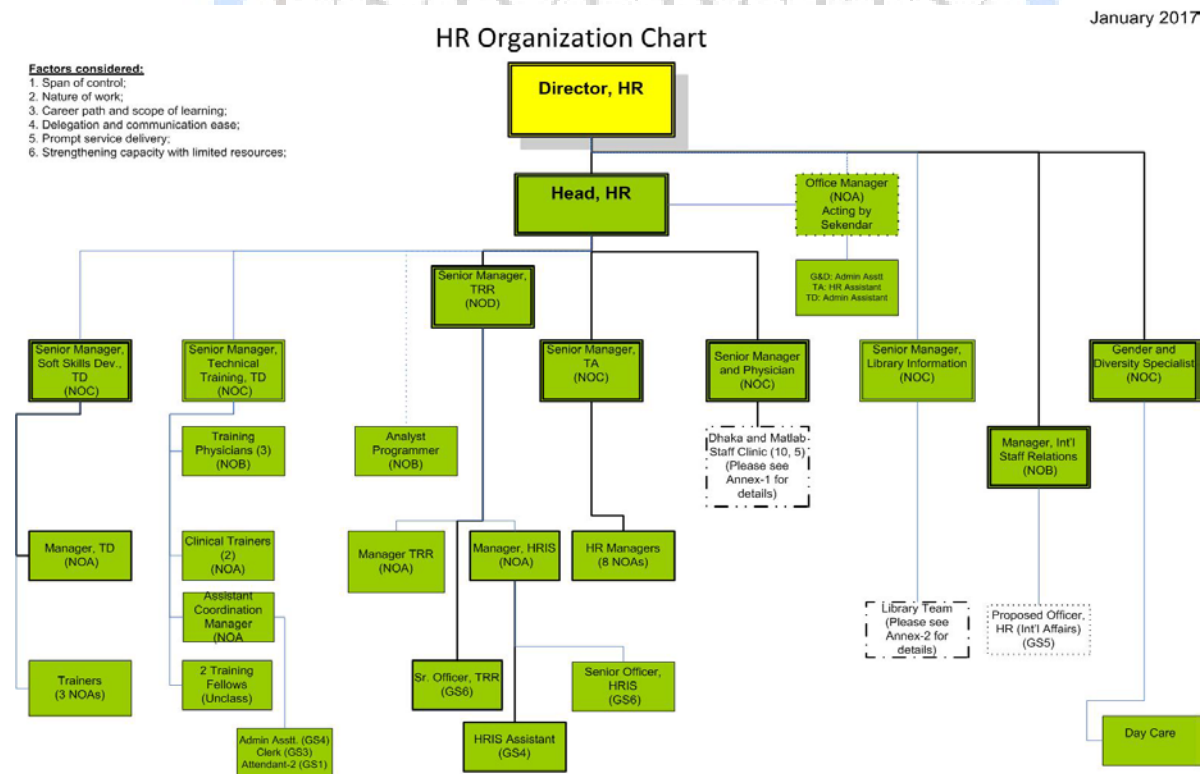 January 2017
HR Organization Chart
Factors considered:
1. Span of control;
2. Nature of work;
3. Career path and scope of learning;
4. Delegation and communication ease;
5. Prompt service delivery;
6. Strengthening capacity with limited resources;
Director, HR
Head, HR
Office Manager
(NOA)
Acting by
Sekendar
G&D: Admin Asstt
TA: HR Assistant
TD: Admin Assistant
Senior Manager,
TRR
(NOD)
Senior Manager,
Soft Skills Dev.,
TD
(NOC)
Senior Manager,
Technical
Training, TD
(NOC)
Senior Manager,
TA
(NOC)
Senior Manager
and Physician
(NOC)
Senior Manager,
Library Information
(NOC)
Gender and
Diversity Specialist
(NOC)
Training
Physicians (3)
(NOB)
Analyst
Programmer
(NOB)
Dhaka and Matlab
Staff Clinic (10, 5)
(Please see
Annex-1 for
details)
Manager, Int'l
Staff Relations
(NOB)
Manager, TD
(NOA)
Clinical Trainers
(2)
(NOA)
Manager TRR
(NOA)
Manager, HRIS
(NOA)
HR Managers
(8 NOAs)
Assistant
Coordination
Manager
(NOA
Library Team
(Please see
Annex-2 for
details)
Proposed Officer,
HR (Int'l Affairs)
(GS5)
Trainers
(3 NOAs)
2 Training
Fellows
(Unclass)
Sr. Officer, TRR
(GS6)
Senior Officer,
HRIS
(GS6)
Admin Asstt. (GS4)
Clerk (GS3)
Attendant-2 (GS1)
HRIS Assistant
(GS4)
Day Care